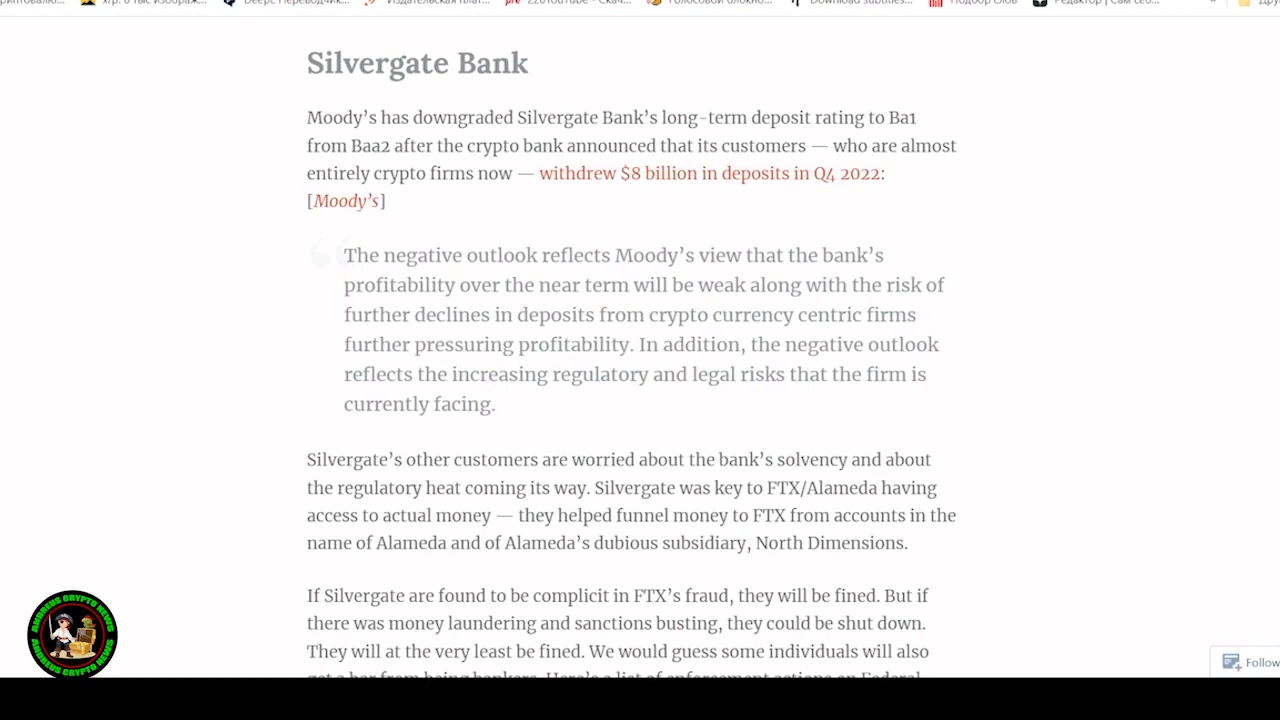 Silvergate Bank
Moody's has downgraded Silvergate Bank's long-term deposit rating to Ba1
from Baa2 after the crypto bank announced that its customers — who are almost
entirely crypto firms now — withdrew $8 billion in deposits in Q4 2022:
[Moody's]
“ The negative outlook reflects Moody's view that the bank's
profitability over the near term will be weak along with the risk of
further declines in deposits from crypto currency centric firms
further pressuring profitability. In addition, the negative outlook
reflects the increasing regulatory and legal risks that the firm is
currently facing.
Silvergate's other customers are worried about the bank's solvency and about
the regulatory heat coming its way. Silvergate was key to FTX/Alameda having
access to actual money — they helped funnel money to FTX from accounts in the
name of Alameda and of Alameda's dubious subsidiary, North Dimensions.
If Silvergate are found to be complicit in FTX's fraud, they will be fined. But if
there was money laundering and sanctions busting, they could be shut down.
They will at the very least be fined. We would guess some individuals will also
ANDREUS CRYPTO NEWS
ANDREUS CRYPTO NEWS
Follow